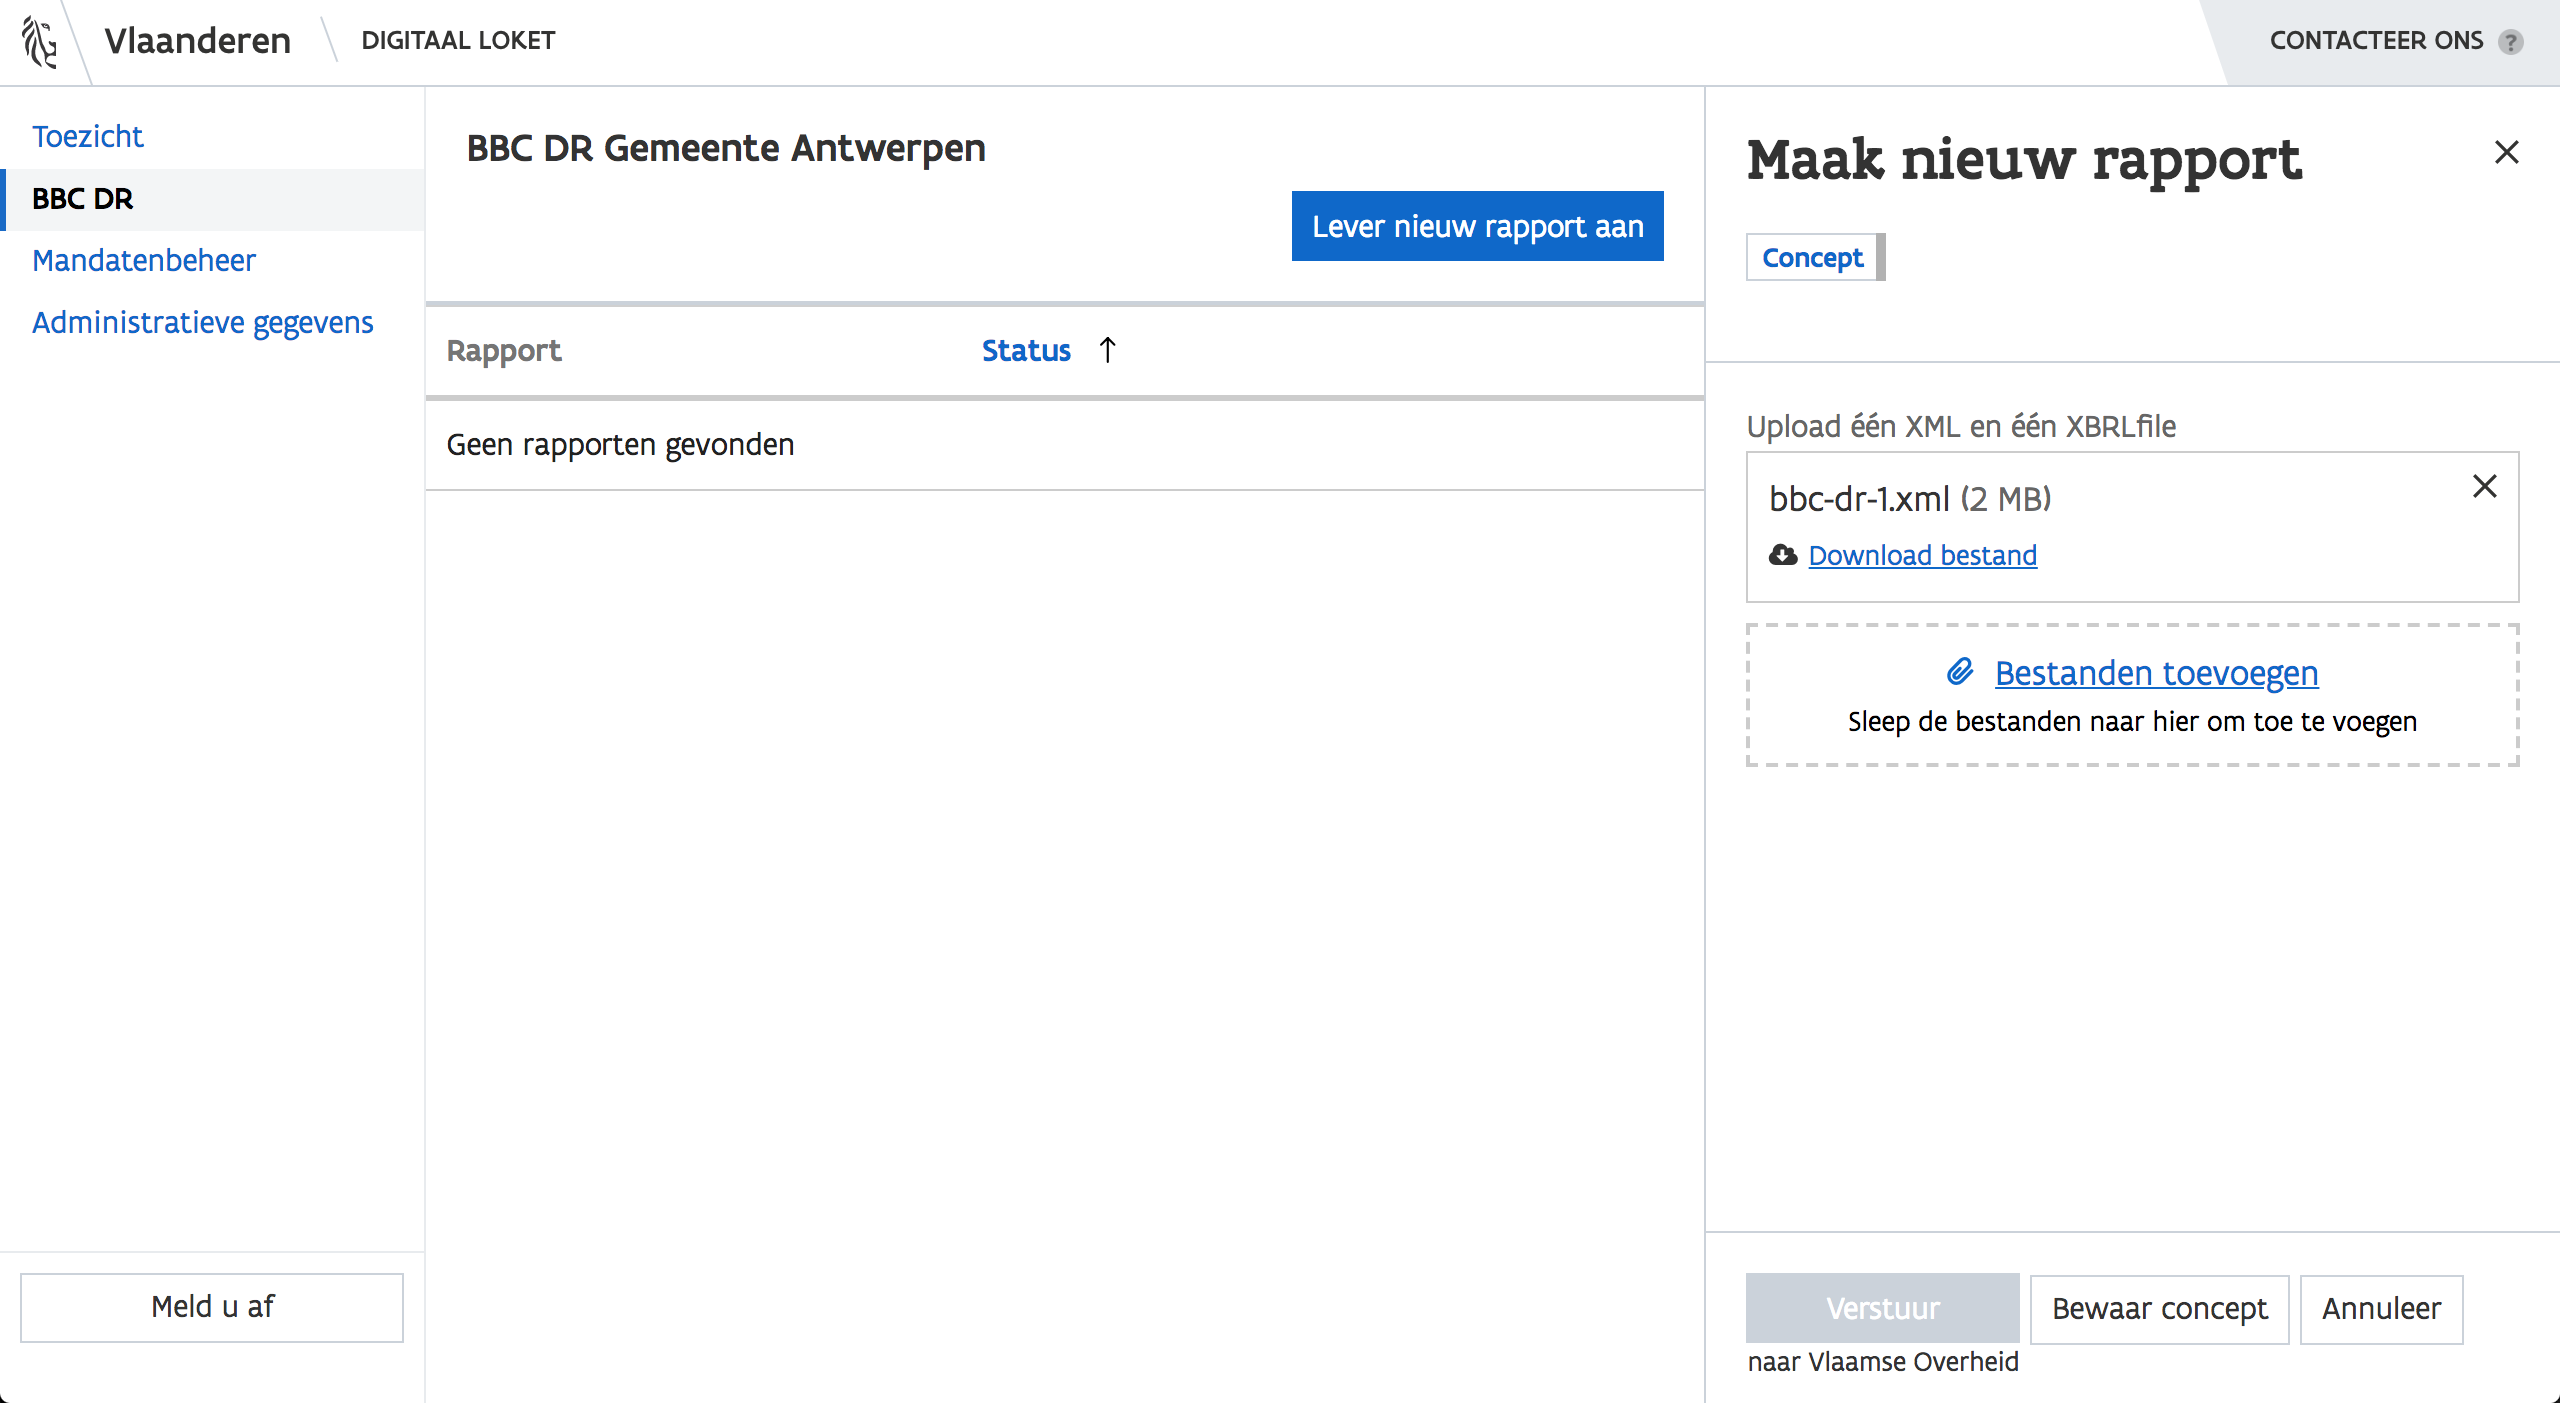 Vlaanderen
DIGITAAL LOKET
CONTACTEER ONS ?
Toezicht
BBC DR
Mandatenbeheer
Administratieve gegevens
Meld u af
BBC DR Gemeente Antwerpen
Lever nieuw rapport aan
Rapport Status ↑
Geen rapporten gevonden
Maak nieuw rapport
Concept
Upload één XML en één XBRLfile
bbc-dr-1.xml (2 MB)
Download bestand
Bestanden toevoegen
Sleep de bestanden naar hier om toe te voegen
Verstuur Bewaar concept Annuleer
naar Vlaamse Overheid